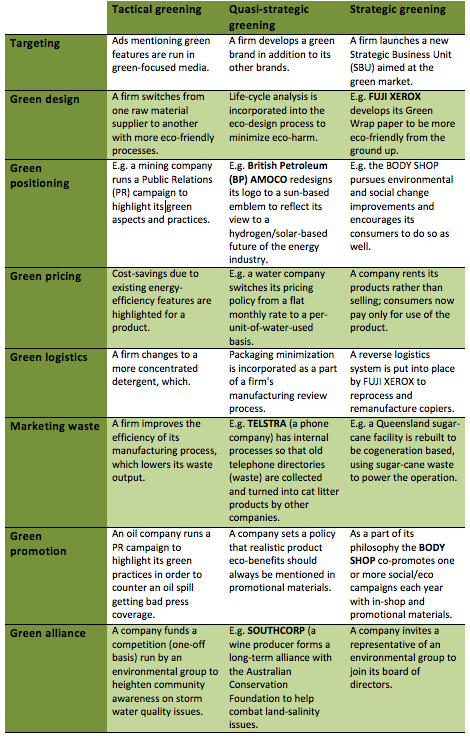 Tactical greening
Quasi-strategic
greening
Strategic greening
Targeting
Ads mentioning green
features are run in
green-focused media.
A firm develops a green
brand in addition to its
other brands.
A firm launches a new
Strategic Business Unit
(SBU) aimed at the
green market.
Green design
A firm switches from
one raw material
supplier to another
with more eco-friendly
processes.
Life-cycle analysis is
incorporated into the
eco-design process to
minimize eco-harm.
E.g. FUJI XEROX
develops its Green
Wrap paper to be more
eco-friendly from the
ground up.
Green
positioning
E.g. a mining company
runs a Public Relations
(PR) campaign to
highlight its green
aspects and practices.
E.g. British Petroleum
(BP) AMOCO redesigns
its logo to a sun-based
emblem to reflect its
view to a
hydrogen/solar-based
future of the energy
industry.
E.g. the BODY SHOP
pursues environmental
and social change
improvements and
encourages its
consumers to do so as
well.
Green pricing
Cost-savings due to
existing energy-
efficiency features are
highlighted for a
product.
E.g. a water company
switches its pricing
policy from a flat
monthly rate to a per-
unit-of-water-used
basis.
A company rents its
products rather than
selling; consumers now
pay only for use of the
product.
Green logistics
A firm changes to a
more concentrated
detergent, which.
Packaging minimization
is incorporated as a part
of a firm's
manufacturing review
process.
A reverse logistics
system is put into place
by FUJI XEROX to
reprocess and
remanufacture copiers.
Marketing waste
A firm improves the
efficiency of its
manufacturing process,
which lowers its waste
output.
E.g. TELSTRA (a phone
company) has internal
processes so that old
telephone directories
(waste) are collected
and turned into cat litter
products by other
companies.
E.g. a Queensland sugar-
cane facility is rebuilt to
be cogeneration based,
using sugar-cane waste
to power the operation.
Green
promotion
An oil company runs a
PR campaign to
highlight its green
practices in order to
counter an oil spill
getting bad press
coverage.
A company sets a policy
that realistic product
eco-benefits should
always be mentioned in
promotional materials.
As a part of its
philosophy the BODY
SHOP co-promotes one
or more social/eco
campaigns each year
with in-shop and
promotional materials.
Green alliance
A company funds a
competition (one-off
basis) run by an
environmental group to
heighten community
awareness on storm
water quality issues.
E.g. SOUTHCORP (a
wine producer forms a
long-term alliance with
the Australian
Conservation
Foundation to help
combat land-salinity
issues.
A company invites a
representative of an
environmental group to
join its board of
directors.